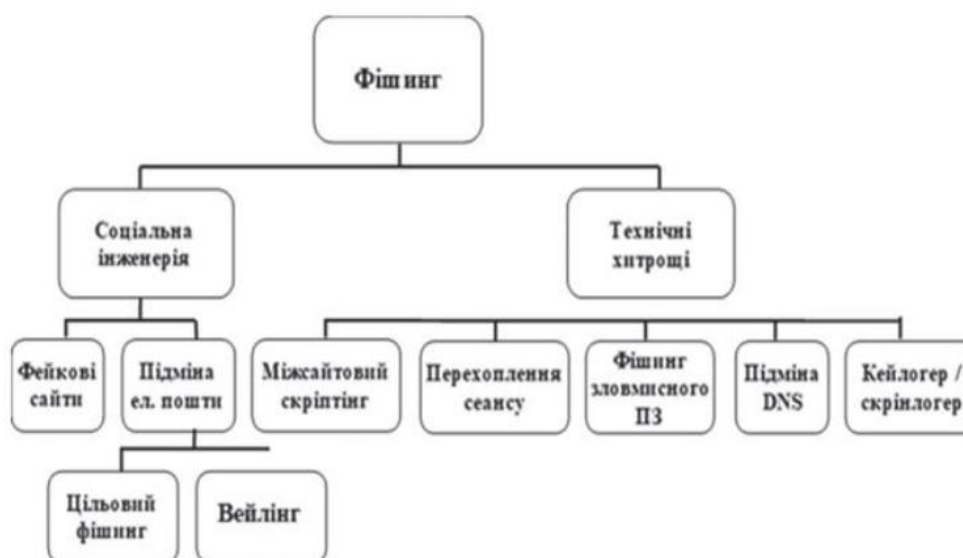 Фішинг
Соціальна
інженерія
Технічні
хитрощі
Фейкові
сайти
Підміна
ел. пошти
Міжсайтовий
скріптінг
Перехоплення
сеансу
Фішинг
зловмисного
ПЗ
Підміна
DNS
Кейлогер /
скрінлогер
Цільовий
фішинг
Вейлінг